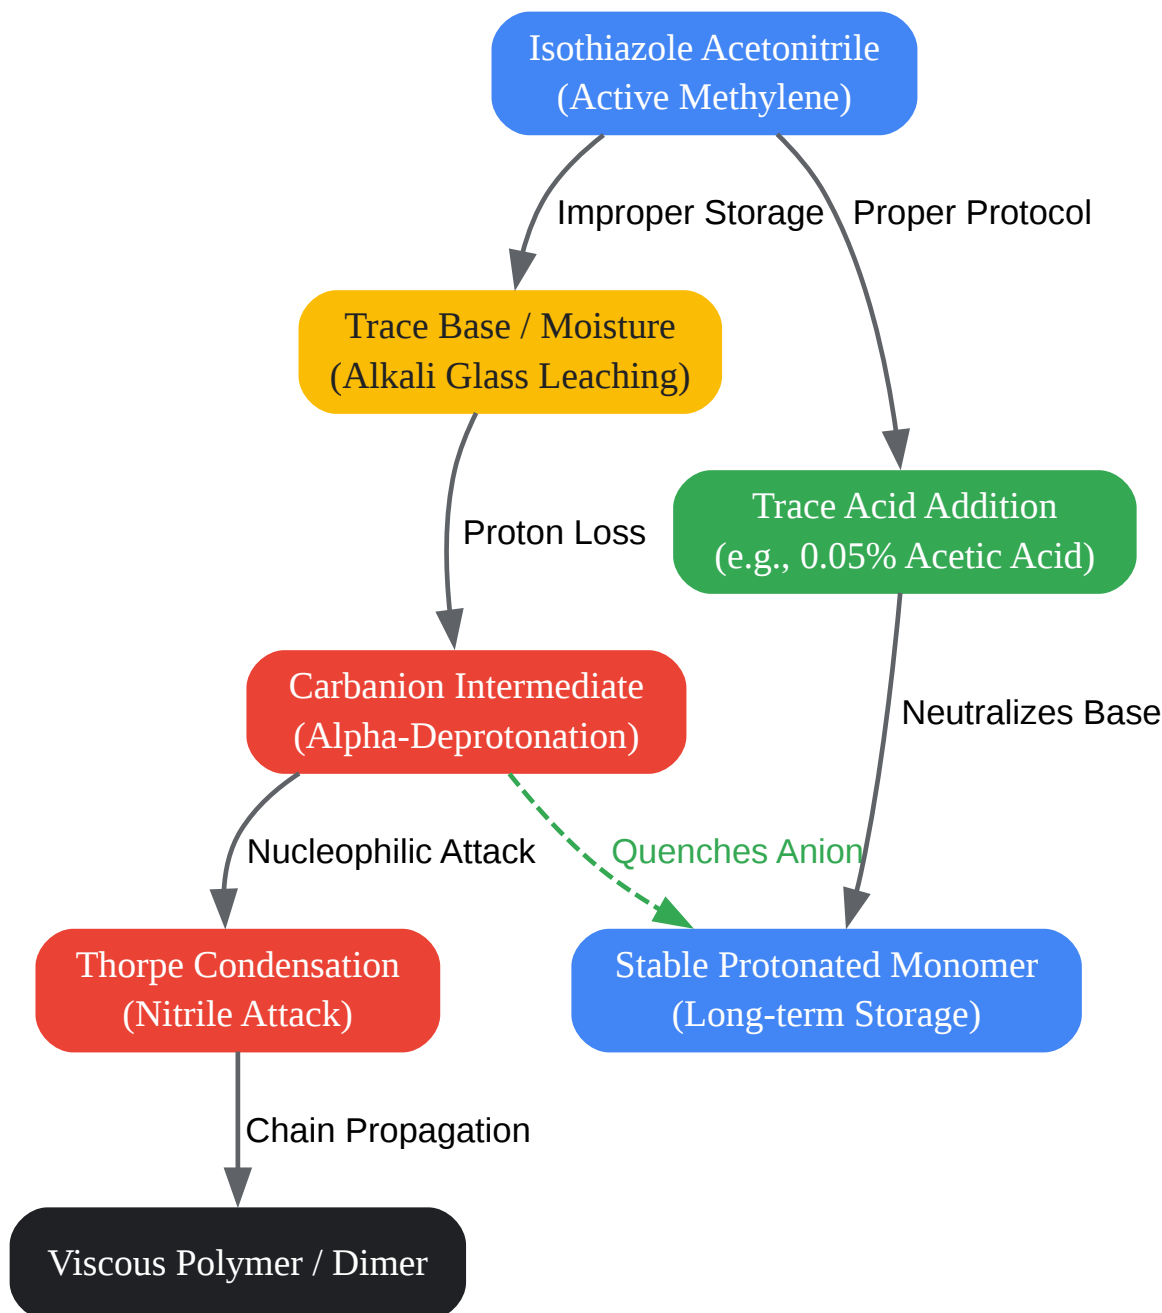 Isothiazole Acetonitrile
(Active Methylene)
Improper Storage
Proper Protocol
Trace Base / Moisture
(Alkali Glass Leaching)
Trace Acid Addition
(e.g., 0.05% Acetic Acid)
Proton Loss
Carbanion Intermediate
(Alpha-Deprotonation)
Neutralizes Base
Nucleophilic Attack
Quenches Anion
Thorpe Condensation
(Nitrile Attack)
Stable Protonated Monomer
(Long-term Storage)
Chain Propagation
Viscous Polymer / Dimer